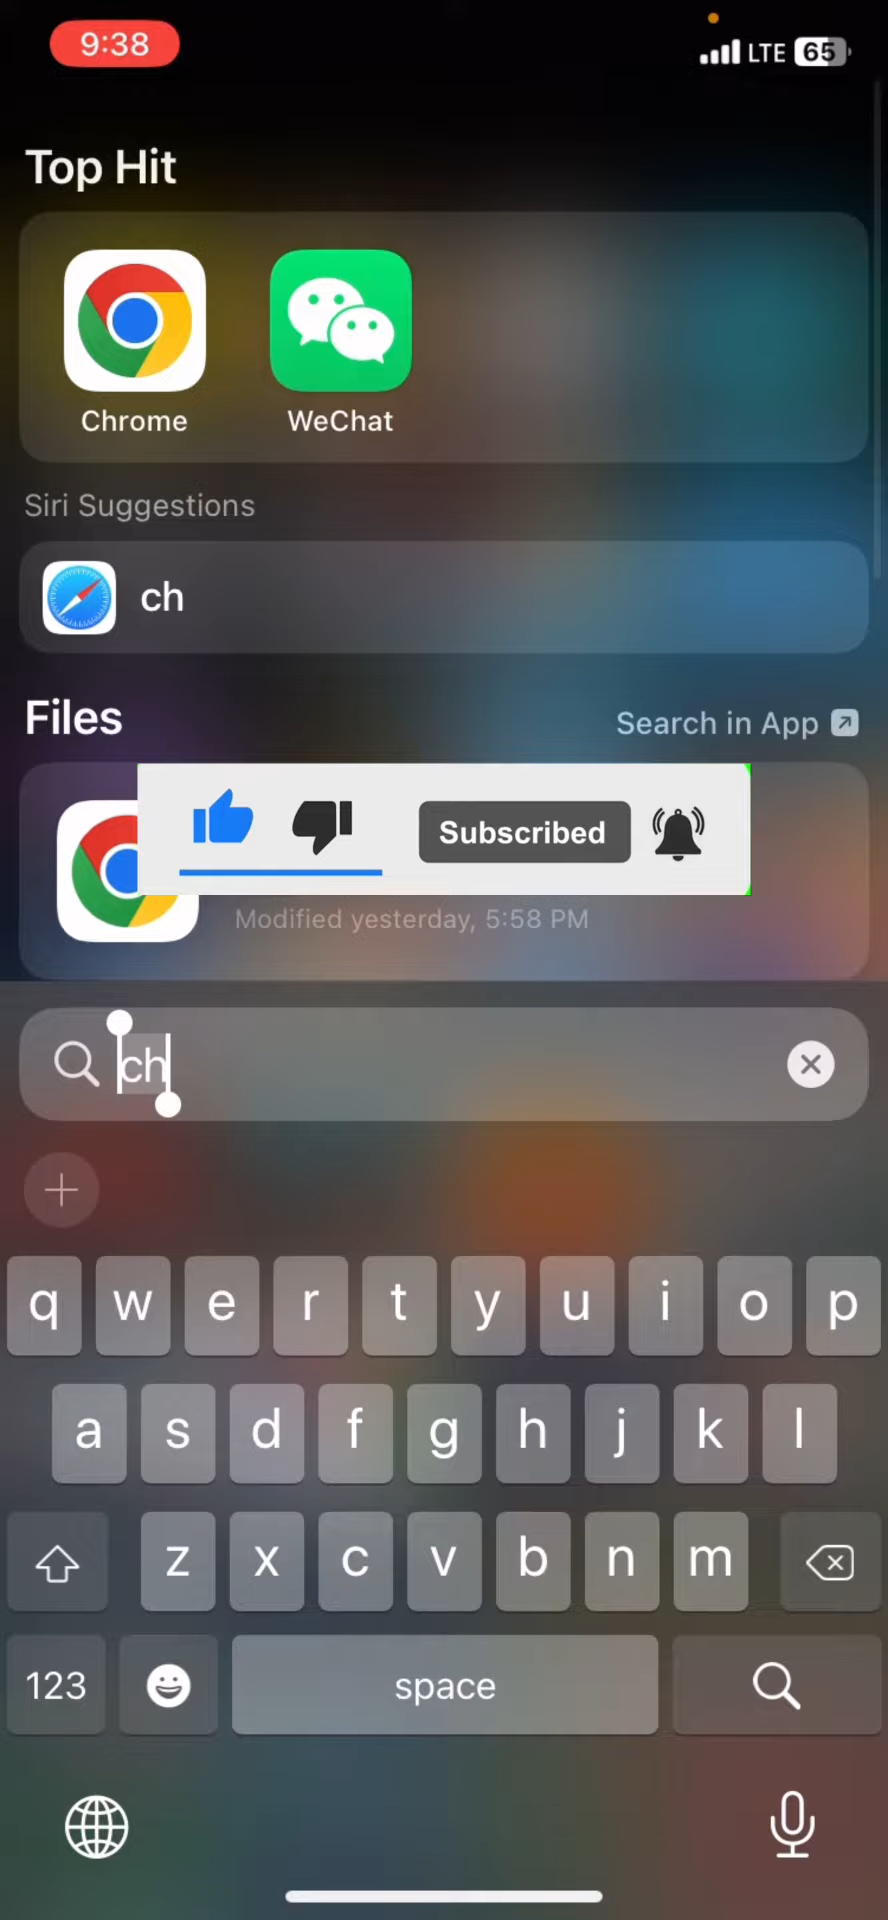 9:38
LTE 65
Top Hit
Chrome
WeChat
Siri Suggestions
ch
Files
Search in App
Subscribed
Modified yesterday, 5:58 PM
ch
q w e r t y u i o p
a s d f g h j k l
z x c v b n m
123
space